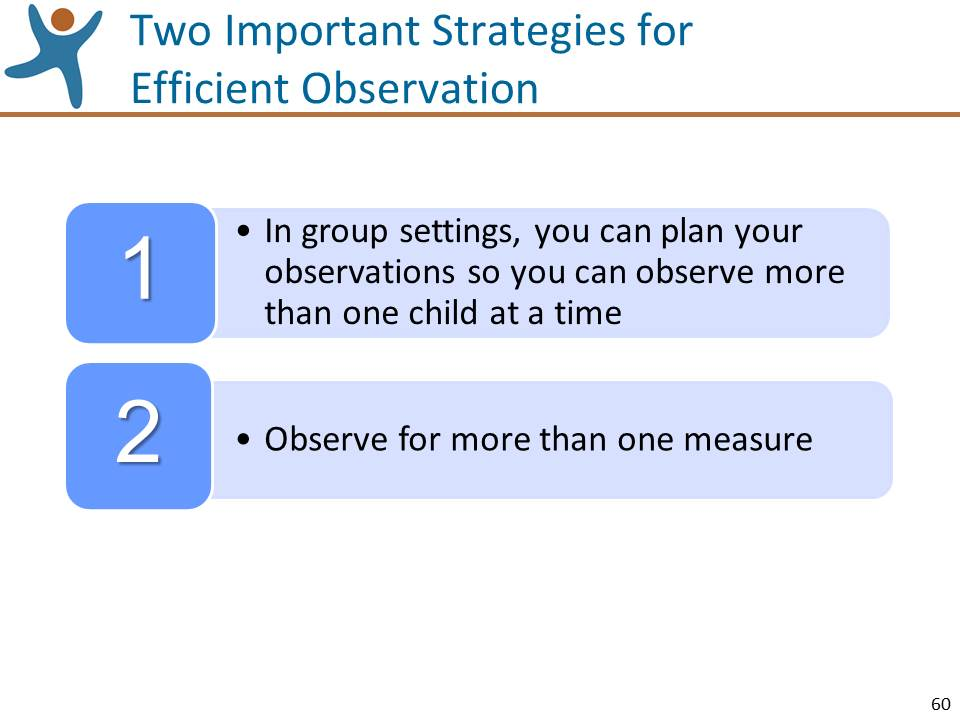 Two Important Strategies for
Efficient Observation
1
• In group settings, you can plan your
observations so you can observe more
than one child at a time
2
• Observe for more than one measure
60